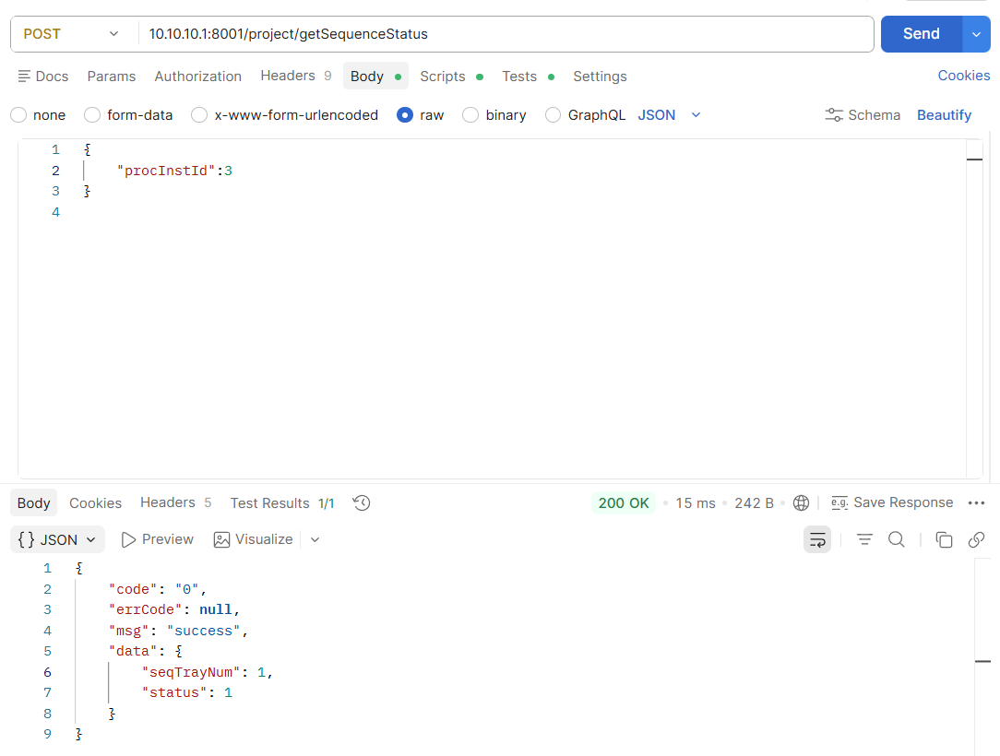 POST 10.10.10.1:8001/project/getSequenceStatus Send
Docs Params Authorization Headers 9 Body Scripts Tests Settings Cookies
none form-data x-www-form-urlencoded raw binary GraphQL JSON Schema Beautify
1 {
2 "procInstId":3
3 }
4
Body Cookies Headers 5 Test Results 1/1 200 OK 15 ms 242 B e.g. Save Response
{} JSON Preview Visualize
1 {
2 "code": "0",
3 "errCode": null,
4 "msg": "success",
5 "data": {
6 "seqTrayNum": 1,
7 "status": 1
8 }
9 }